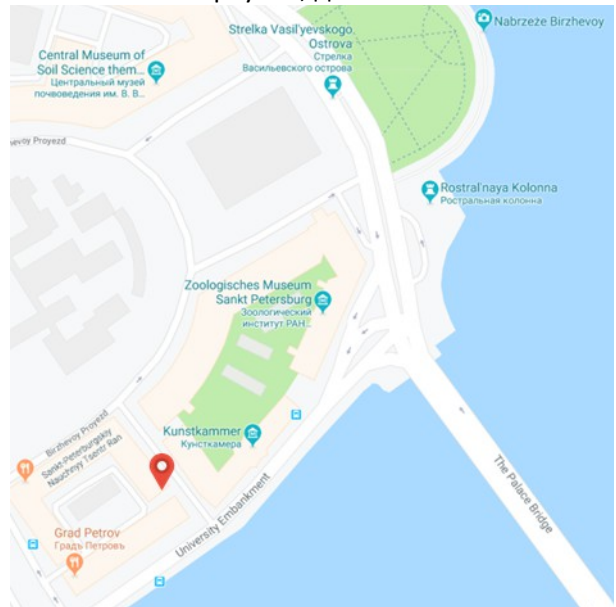 Strelka Vasil'yevskogo
Ostrova
Стрелка
Васильевского острова
Nabrzeże Birzhevoy
Central Museum of
Soil Science them...
Центральный музей
почвоведения им. В. В...
evoy Proyezd
Rostral'naya Kolonna
Ростральная колонна
Zoologisches Museum
Sankt Petersburg
Зоологический
институт РАН...
Kunstkammer
Кунсткамера
Birzhevoy Proyezd
Sankt-Peterburgskiy
Nauchnyy Tsentr Ran
Grad Petrov
Градъ Петровъ
University Embankment
The Palace Bridge